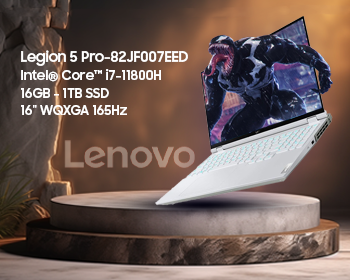 Legion 5 Pro-82JF007EED
Intel® Core™ i7-11800H
16GB - 1TB SSD
16" WQXGA 165Hz
Lenovo